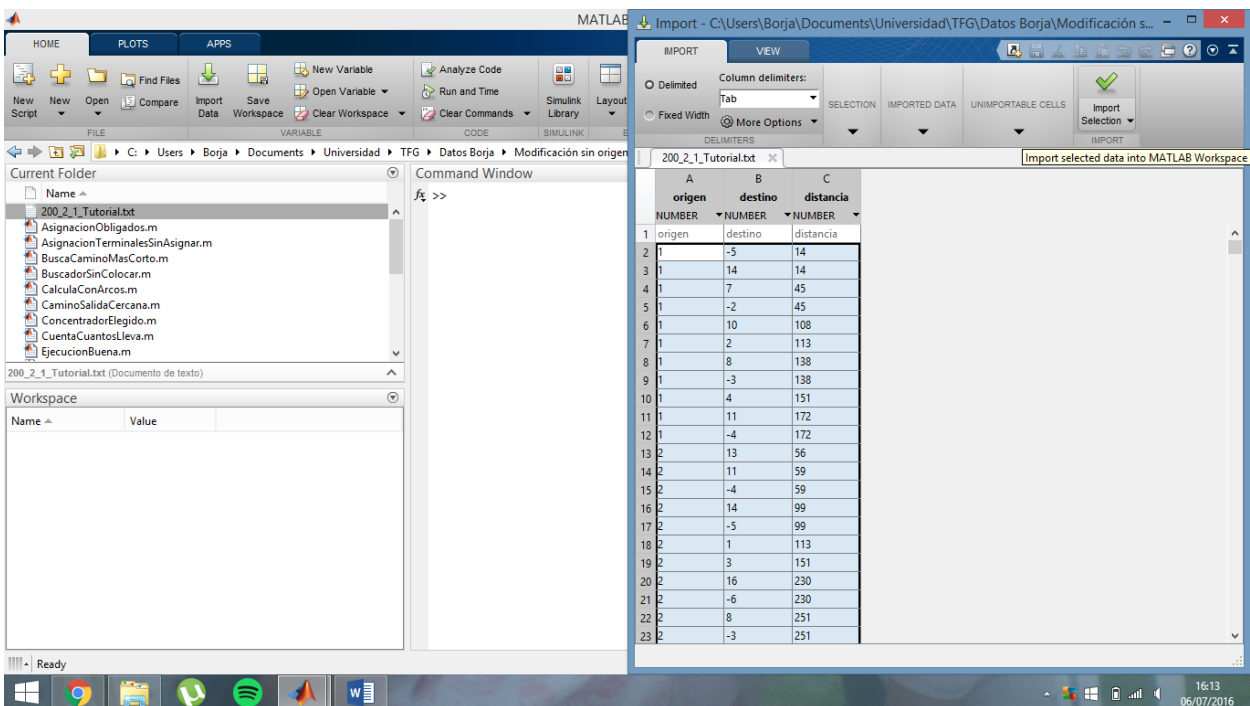 MATLAB
HOME PLOTS APPS
New Script
New
Open
Find Files
Compare
Import Data
Save Workspace
New Variable
Open Variable
Clear Workspace
Analyze Code
Run and Time
Clear Commands
Simulink Library
Layout
FILE VARIABLE CODE SIMULINK E
C: Users Borja Documents Universidad TFG Datos Borja Modificación sin origen
Current Folder
Name
200_2_1_Tutorial.txt
AsignacionObligados.m
AsignacionTerminalesSinAsignar.m
BuscaCaminoMasCorto.m
BuscadorSinColocar.m
CalculaConArcos.m
CaminoSalidaCercana.m
ConcentradorElegido.m
CuentaCuantosLleva.m
EjecucionBuena.m
200_2_1_Tutorial.txt (Documento de texto)
Workspace
Name Value
Command Window
fx >>
Ready
Import - C:\Users\Borja\Documents\Universidad\TFG\Datos Borja\Modificación s...
IMPORT VIEW
Delimited
Fixed Width
Column delimiters:
Tab
More Options
DELIMITERS
SELECTION
IMPORTED DATA
UNIMPORTABLE CELLS
Import Selection
IMPORT
Import selected data into MATLAB Workspace
200_2_1_Tutorial.txt
A B C
origen destino distancia
NUMBER NUMBER NUMBER
1 origen destino distancia
2 1 -5 14
3 1 14 14
4 1 7 45
5 1 -2 45
6 1 10 108
7 1 2 113
8 1 8 138
9 1 -3 138
10 1 4 151
11 1 11 172
12 1 -4 172
13 2 13 56
14 2 11 59
15 2 -4 59
16 2 14 99
17 2 -5 99
18 2 1 113
19 2 3 151
20 2 16 230
21 2 -6 230
22 2 8 251
23 2 -3 251
16:13
06/07/2016